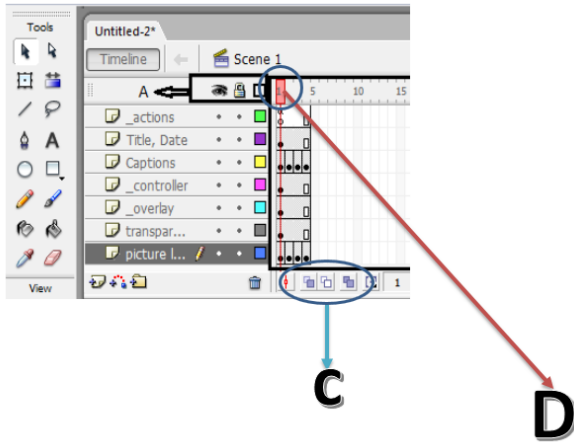 Tools
Untitled-2*
Timeline
Scene 1
A
1 5 10 15
_actions
Title, Date
Captions
_controller
_overlay
transpar...
picture l...
View
1
A
C
D